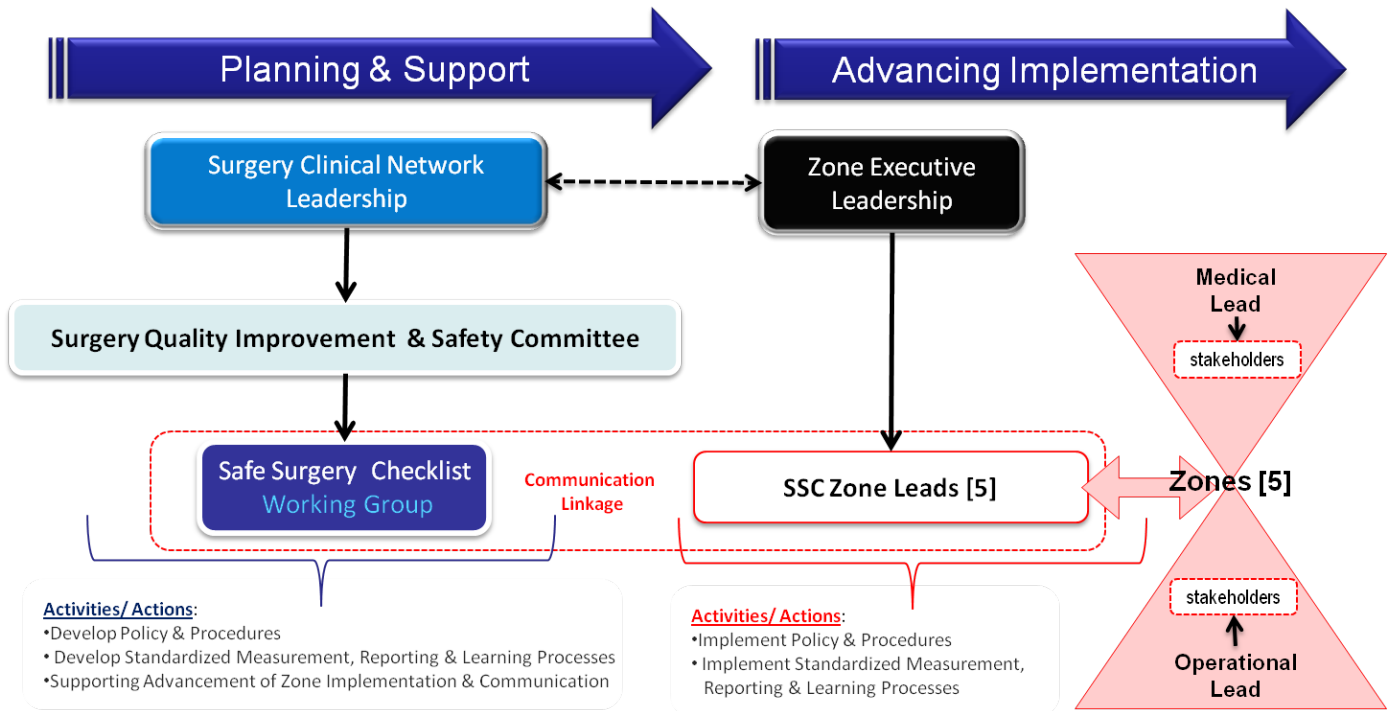 Planning & Support
Advancing Implementation
Surgery Clinical Network
Leadership
Zone Executive
Leadership
Surgery Quality Improvement & Safety Committee
Medical
Lead
stakeholders
Safe Surgery Checklist
Working Group
Communication
Linkage
SSC Zone Leads [5]
Zones [5]
Activities/ Actions:
•Develop Policy & Procedures
• Develop Standardized Measurement, Reporting & Learning Processes
•Supporting Advancement of Zone Implementation & Communication
Activities/ Actions:
•Implement Policy & Procedures
• Implement Standardized Measurement,
Reporting & Learning Processes
stakeholders
Operational
Lead